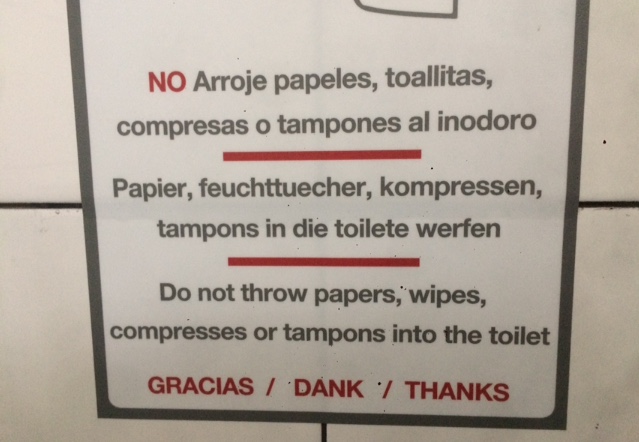 NO Arroje papeles, toallitas,
compresas o tampones al inodoro
Papier, feuchttuecher, kompressen,
tampons in die toilete werfen
Do not throw papers, wipes,
compresses or tampons into the toilet
GRACIAS / DANK / THANKS